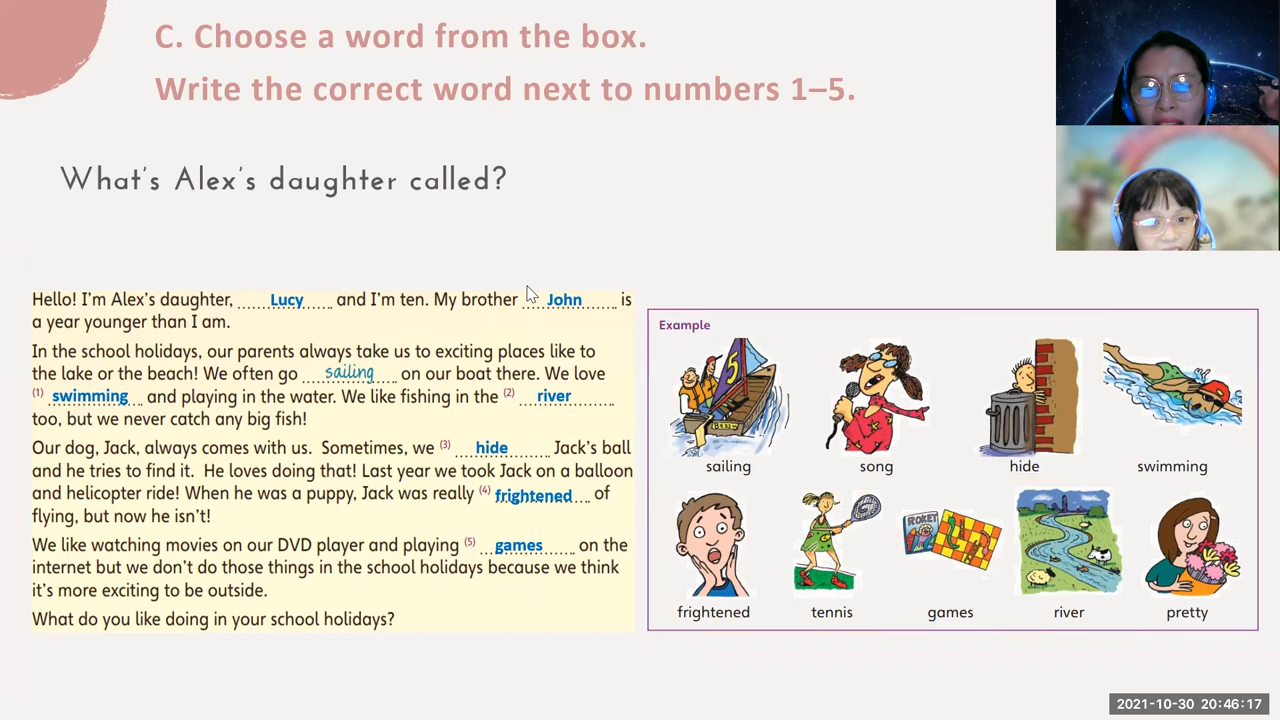 C. Choose a word from the box.
Write the correct word next to numbers 1–5.
What's Alex's daughter called?
Hello! I'm Alex's daughter, Lucy and I'm ten. My brother John is
a year younger than I am.
In the school holidays, our parents always take us to exciting places like to
the lake or the beach! We often go sailing on our boat there. We love
(1) swimming and playing in the water. We like fishing in the (2) river
too, but we never catch any big fish!
Our dog, Jack, always comes with us. Sometimes, we (3) hide Jack's ball
and he tries to find it. He loves doing that! Last year we took Jack on a balloon
and helicopter ride! When he was a puppy, Jack was really (4) frightened of
flying, but now he isn't!
We like watching movies on our DVD player and playing (5) games on the
internet but we don't do those things in the school holidays because we think
it's more exciting to be outside.
What do you like doing in your school holidays?
Example
5
sailing song hide swimming
ROCKET
frightened tennis games river pretty
2021-10-30 20:46:17